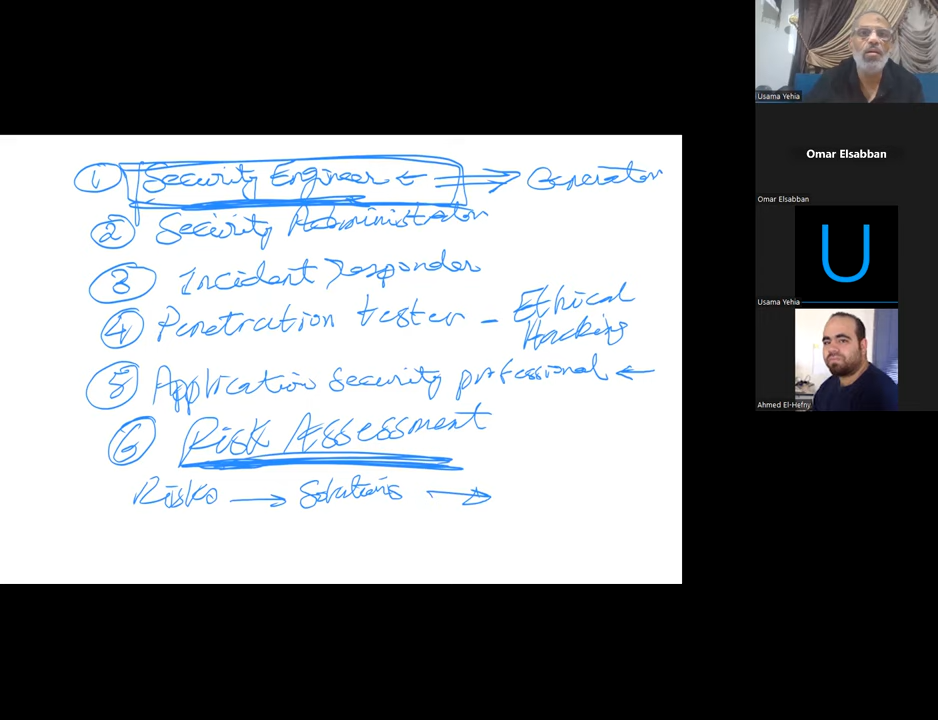 ① Security Engineer ← ⇒ Generator
② Security Administrator
③ Incident responder
④ Penetration tester - Ethical
Hacking
⑤ Application security professional ←
⑥ Risk Assessment
Risks → Solutions →
Usama Yehia
Omar Elsabban
Omar Elsabban
U
Usama Yehia
Ahmed El-Hefny